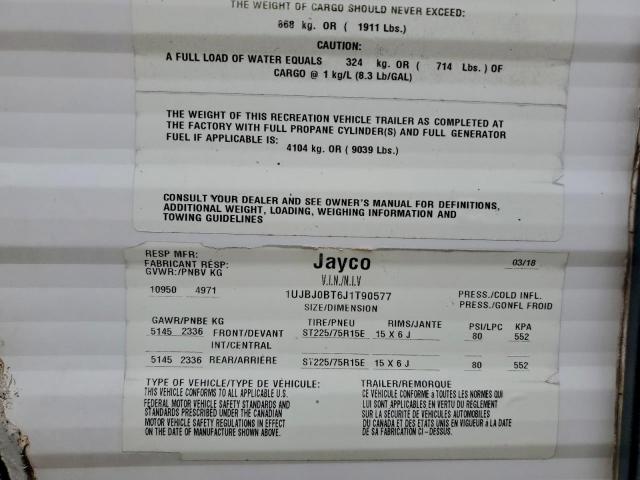 THE WEIGHT OF CARGO SHOULD NEVER EXCEED:
868 kg. OR ( 1911 Lbs.)
CAUTION:
A FULL LOAD OF WATER EQUALS 324 kg. OR ( 714 Lbs. ) OF
CARGO @ 1 kg/L (8.3 Lb/GAL)
THE WEIGHT OF THIS RECREATION VEHICLE TRAILER AS COMPLETED AT
THE FACTORY WITH FULL PROPANE CYLINDER(S) AND FULL GENERATOR
FUEL IF APPLICABLE IS:
4104 kg. OR ( 9039 Lbs.)
CONSULT YOUR DEALER AND SEE OWNER'S MANUAL FOR DEFINITIONS,
ADDITIONAL WEIGHT, LOADING, WEIGHING INFORMATION AND
TOWING GUIDELINES
RESP MFR: Jayco 03/18
FABRICANT RESP:
GVWR:/PNBV KG V.I.N./N.I.V
10950 4971 1UJBJ0BT6J1T90577 PRESS./COLD INFL.
SIZE/DIMENSION PRESS./GONFL FROID
GAWR/PNBE KG TIRE/PNEU RIMS/JANTE PSI/LPC KPA
5145 2336 FRONT/DEVANT ST225/75R15E 15 X 6 J 80 552
INT/CENTRAL
5145 2336 REAR/ARRIÉRE ST225/75R15E 15 X 6 J 80 552
TYPE OF VEHICLE/TYPE DE VÉHICULE: TRAILER/REMORQUE
THIS VEHICLE CONFORMS TO ALL APPLICABLE U.S. CE VÉHICULE CONFORME à TOUTES LES NORMES QUI
FEDERAL MOTOR VEHICLE SAFETY STANDARDS AND LUI SONT APPLICABLES EN VERTU DU RÉGLEMENT
STANDARDS PRESCRIBED UNDER THE CANADIAN SUR LA SÉCURITÉ DE VÉHICULES AUTOMOBILES
MOTOR VEHICLE SAFETY REGULATIONS IN EFFECT DU CANADA ET DES ETATS UNIS EN VIGUEUR à LA DATE
ON THE DATE OF MANUFACTURE SHOWN ABOVE. DE SA FABRICATION CI - DESSUS.